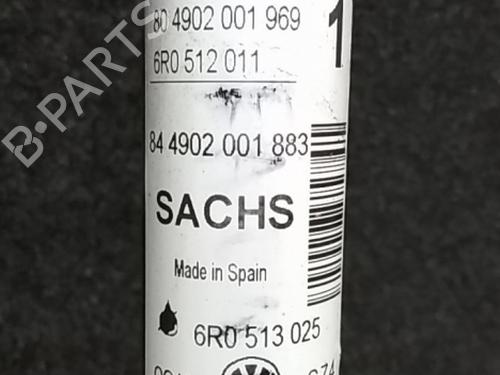 80 4902 001 969
6R0 512 011
1
84 4902 001 883
SACHS
Made in Spain
6R0 513 025
B-PARTS